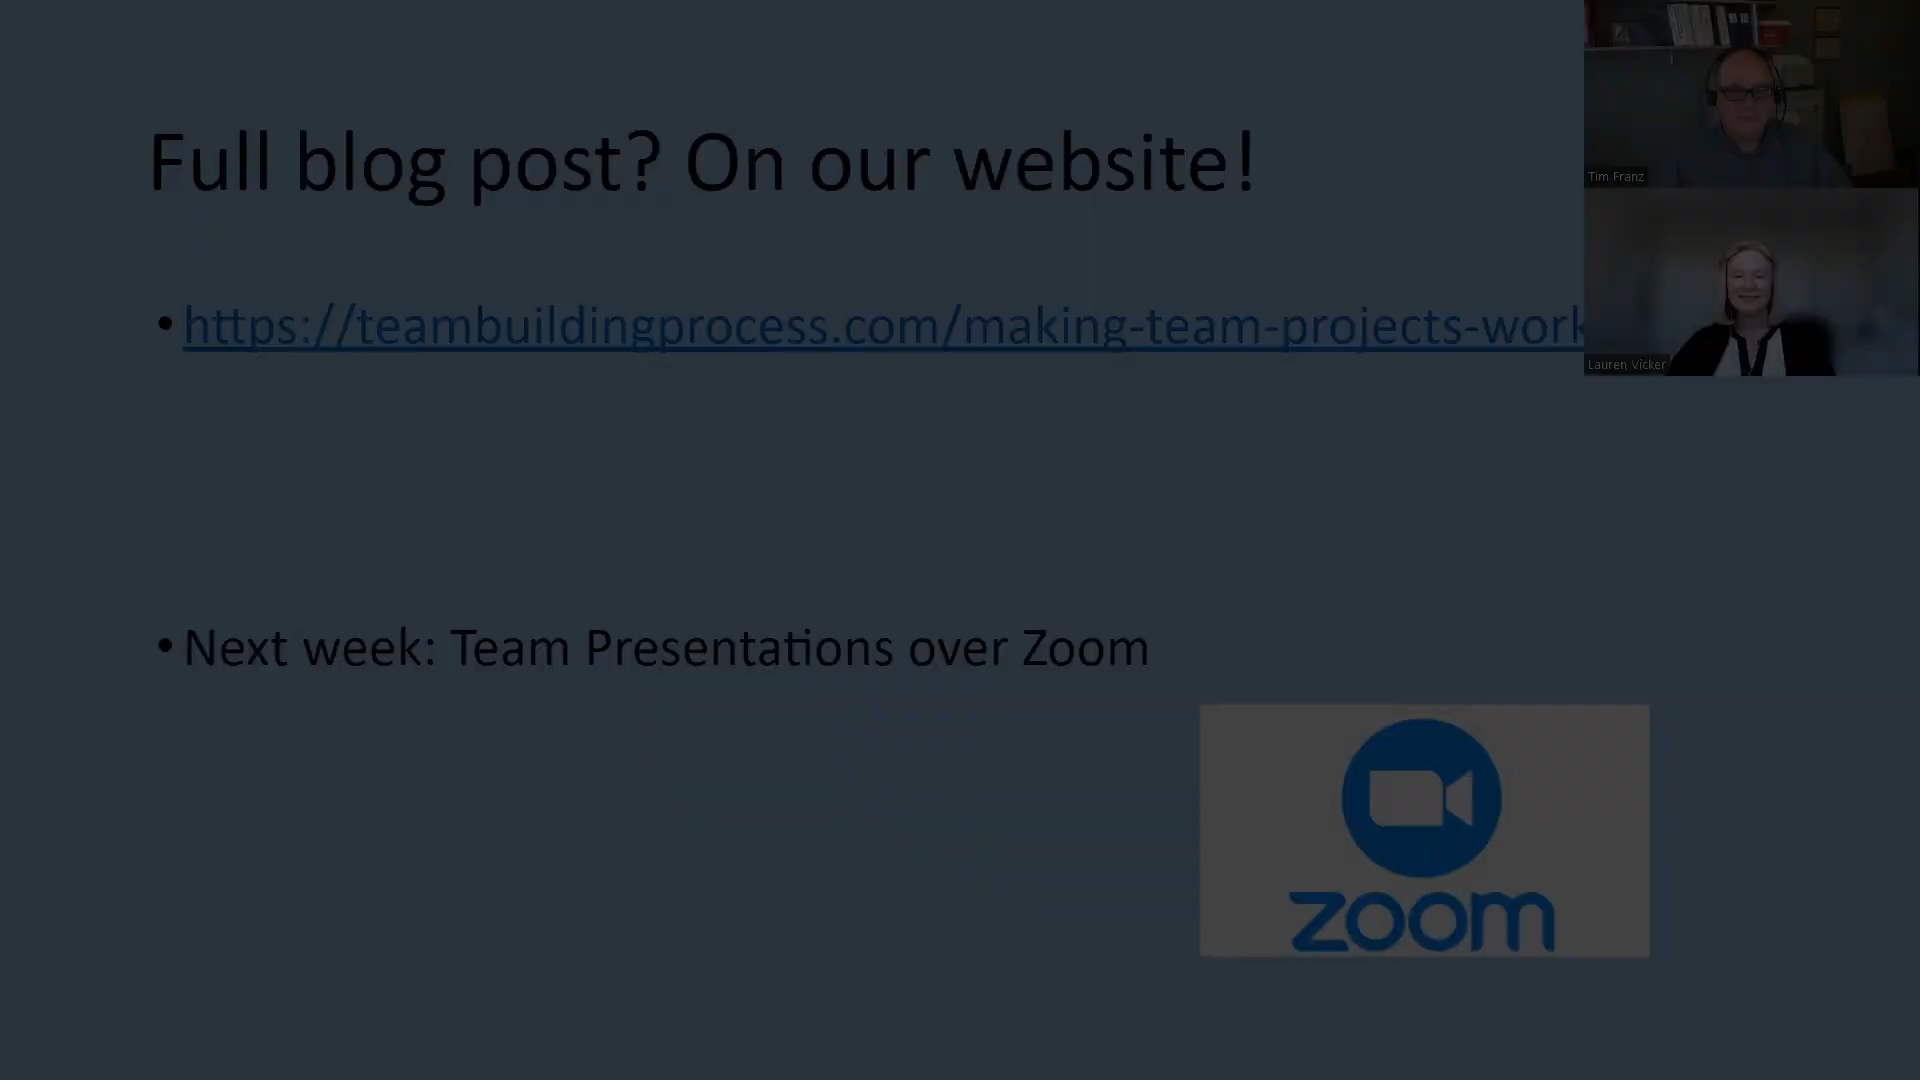 Full blog post? On our website!
• https://teambuildingprocess.com/making-team-projects-work
• Next week: Team Presentations over Zoom
zoom
Tim Franz
Lauren Vicker